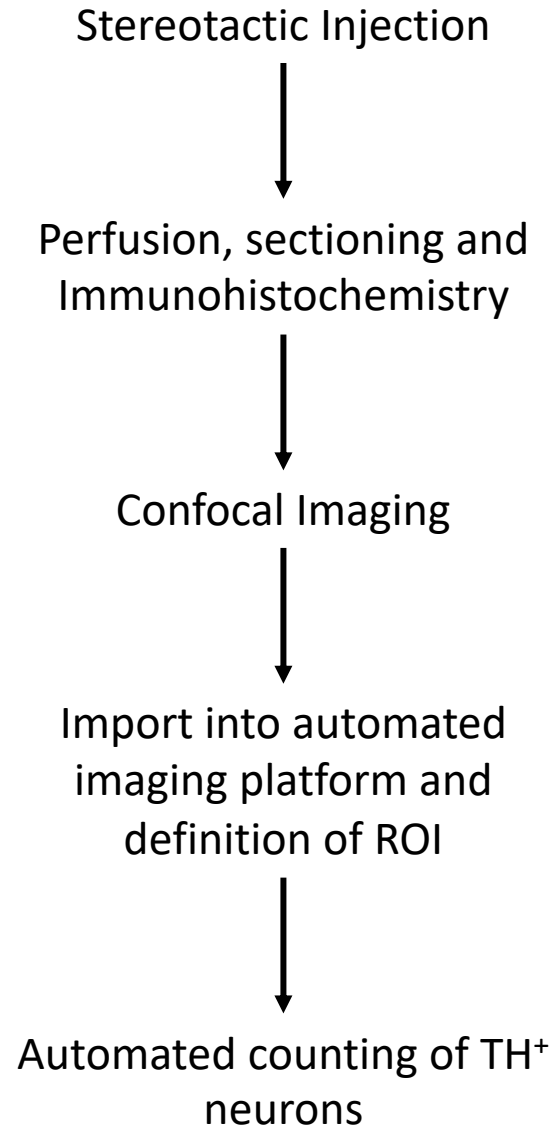 Stereotactic Injection
Perfusion, sectioning and
Immunohistochemistry
Confocal Imaging
Import into automated
imaging platform and
definition of ROI
Automated counting of TH⁺
neurons